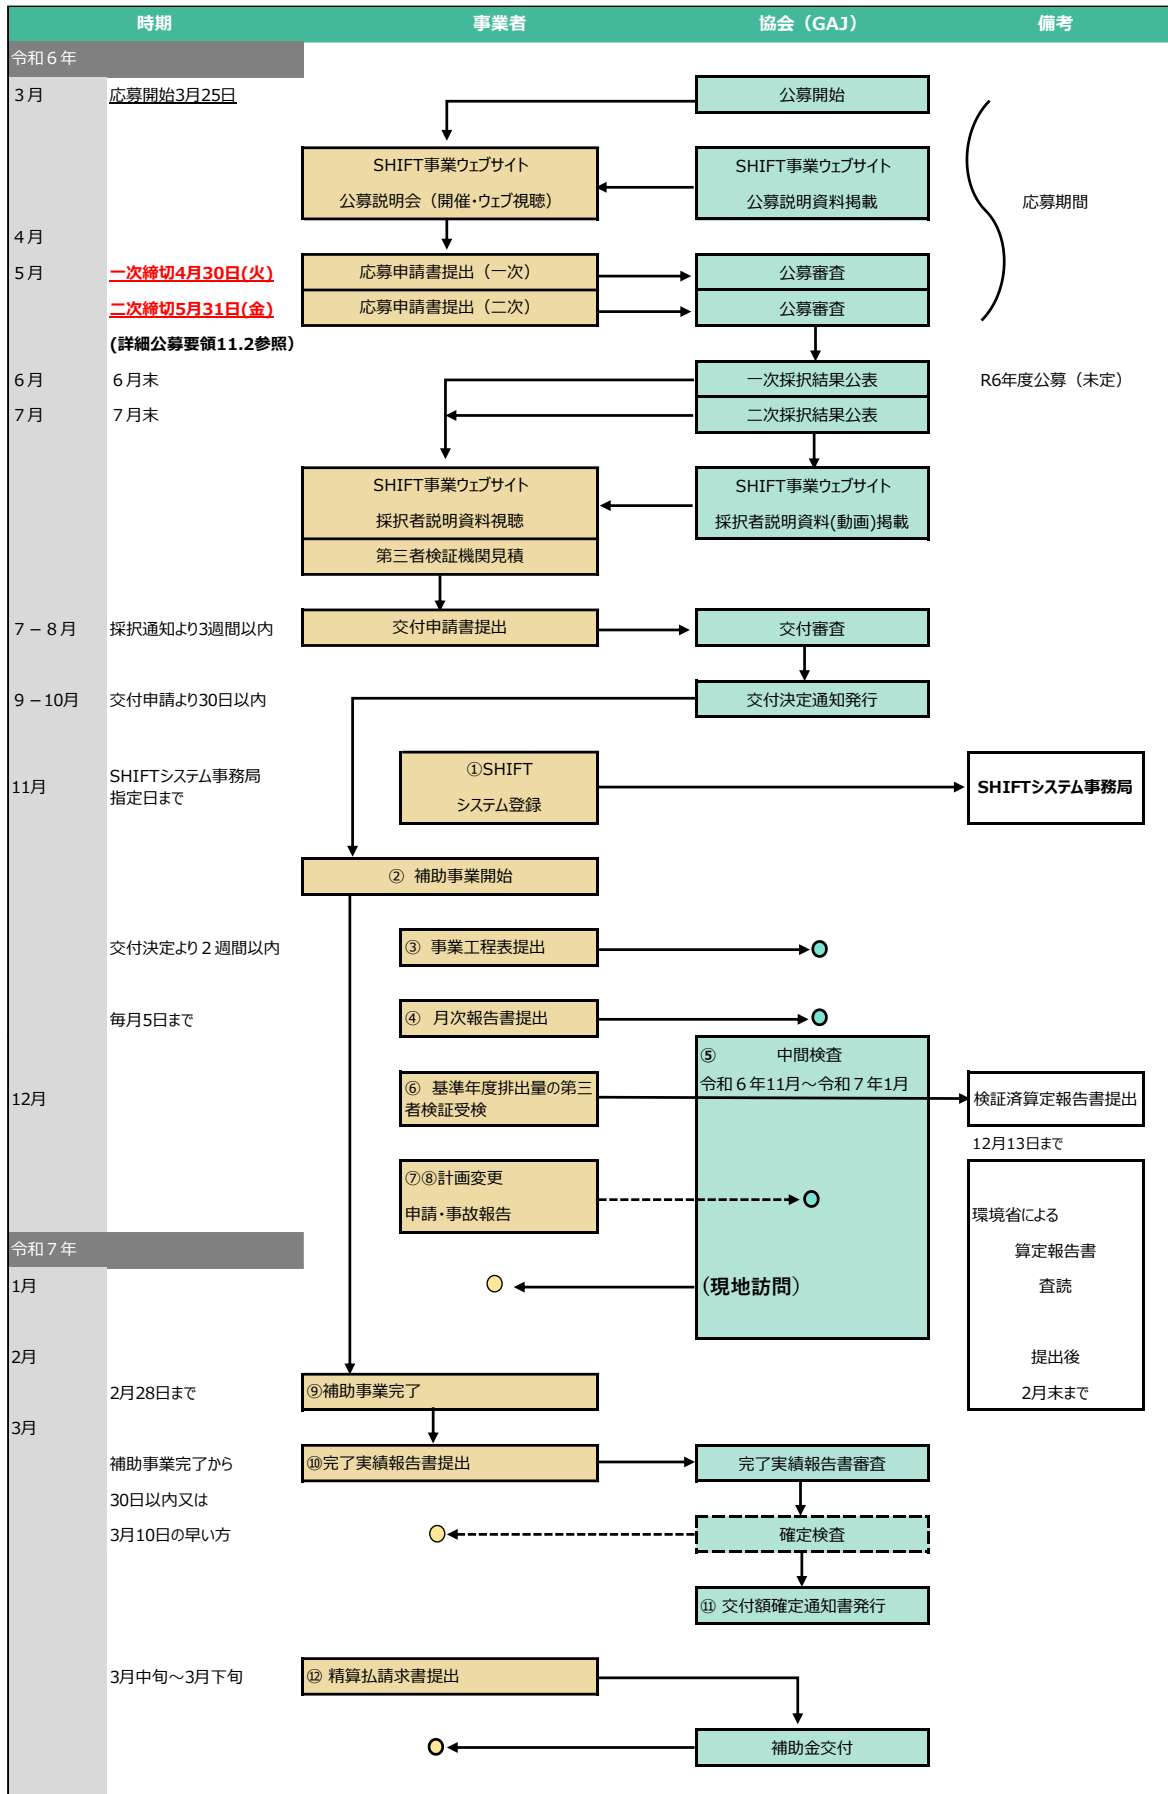 時期
事業者
協会（GAJ）
備考
令和６年
３月
応募開始3月25日
公募開始
SHIFT事業ウェブサイト
公募説明会（開催・ウェブ視聴）
SHIFT事業ウェブサイト
公募説明資料掲載
応募期間
４月
５月
一次締切4月30日(火)
応募申請書提出（一次）
公募審査
二次締切5月31日(金)
応募申請書提出（二次）
公募審査
(詳細公募要領11.2参照）
６月
６月末
一次採択結果公表
R6年度公募（未定）
７月
７月末
二次採択結果公表
SHIFT事業ウェブサイト
採択者説明資料視聴
SHIFT事業ウェブサイト
採択者説明資料(動画)掲載
第三者検証機関見積
７－８月
採択通知より3週間以内
交付申請書提出
交付審査
９－10月
交付申請より30日以内
交付決定通知発行
11月
SHIFTシステム事務局
指定日まで
①SHIFT
システム登録
SHIFTシステム事務局
② 補助事業開始
交付決定より２週間以内
③ 事業工程表提出
毎月5日まで
④ 月次報告書提出
⑤ 中間検査
令和６年11月～令和７年1月
12月
⑥ 基準年度排出量の第三
者検証受検
検証済算定報告書提出
12月13日まで
⑦⑧計画変更
申請・事故報告
環境省による
算定報告書
査読
提出後
2月末まで
令和７年
1月
(現地訪問）
2月
2月28日まで
⑨補助事業完了
3月
補助事業完了から
30日以内又は
3月10日の早い方
⑩完了実績報告書提出
完了実績報告書審査
確定検査
⑪ 交付額確定通知書発行
3月中旬～3月下旬
⑫ 精算払請求書提出
補助金交付